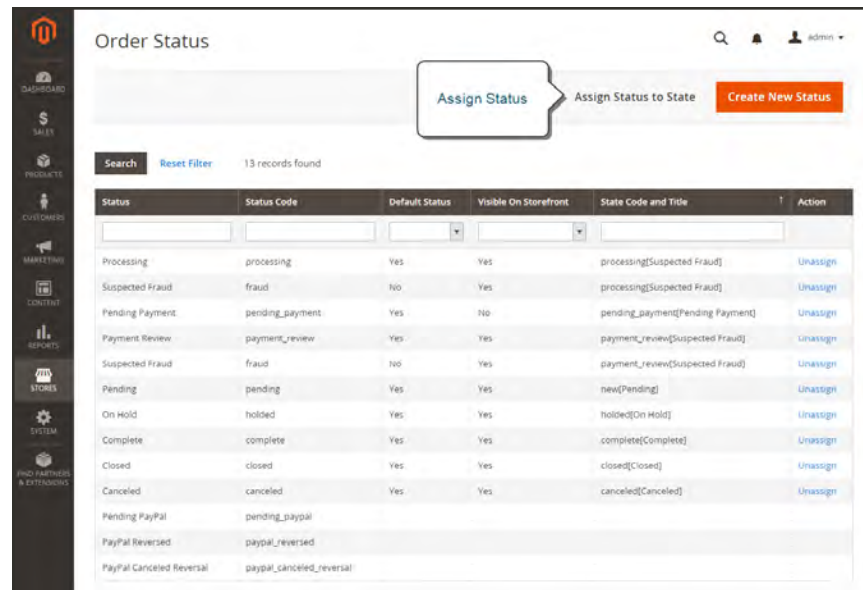 Order Status
admin
Assign Status
Assign Status to State
Create New Status
DASHBOARD
SALES
PRODUCTS
CUSTOMERS
MARKETING
CONTENT
REPORTS
STORES
SYSTEM
FIND PARTNERS
& EXTENSIONS
Search Reset Filter 13 records found
Status Status Code Default Status Visible On Storefront State Code and Title ↑ Action
Processing processing Yes Yes processing[Suspected Fraud] Unassign
Suspected Fraud fraud No Yes processing[Suspected Fraud] Unassign
Pending Payment pending_payment Yes No pending_payment[Pending Payment] Unassign
Payment Review payment_review Yes Yes payment_review[Suspected Fraud] Unassign
Suspected Fraud fraud No Yes payment_review[Suspected Fraud] Unassign
Pending pending Yes Yes new[Pending] Unassign
On Hold holded Yes Yes holded[On Hold] Unassign
Complete complete Yes Yes complete[Complete] Unassign
Closed closed Yes Yes closed[Closed] Unassign
Canceled canceled Yes Yes canceled[Canceled] Unassign
Pending PayPal pending_paypal
PayPal Reversed paypal_reversed
PayPal Canceled Reversal paypal_canceled_reversal